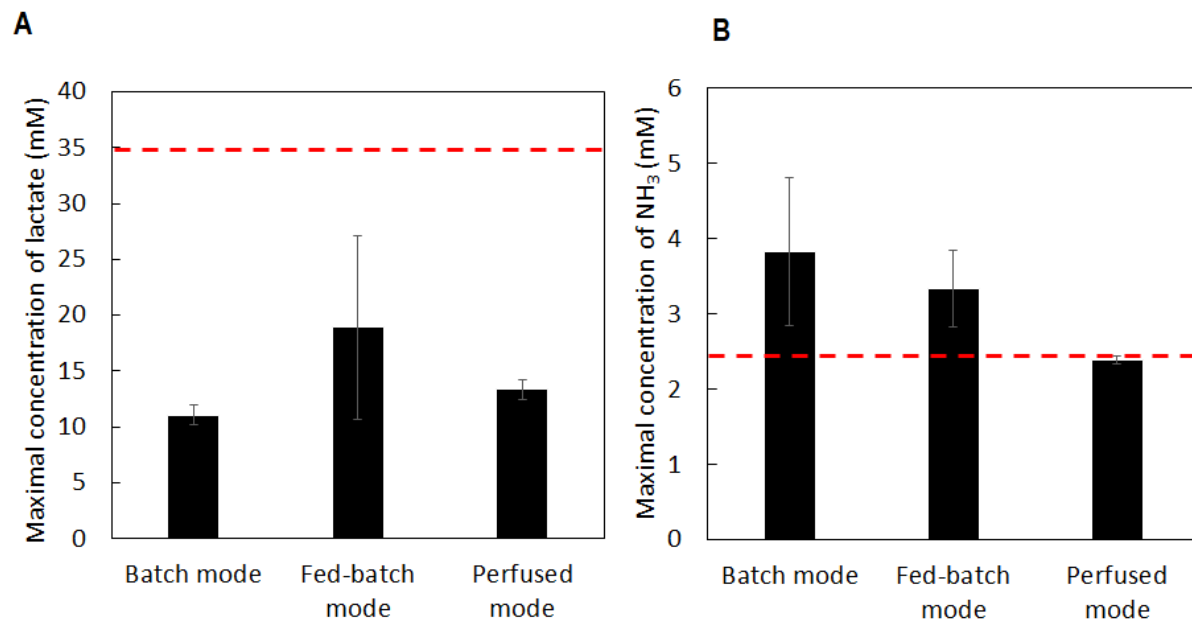 A
Maximal concentration of lactate (mM)
40
35
30
25
20
15
10
5
0
Batch mode
Fed-batch
mode
Perfused
mode
B
Maximal concentration of NH₃ (mM)
6
5
4
3
2
1
0
Batch mode
Fed-batch
mode
Perfused
mode